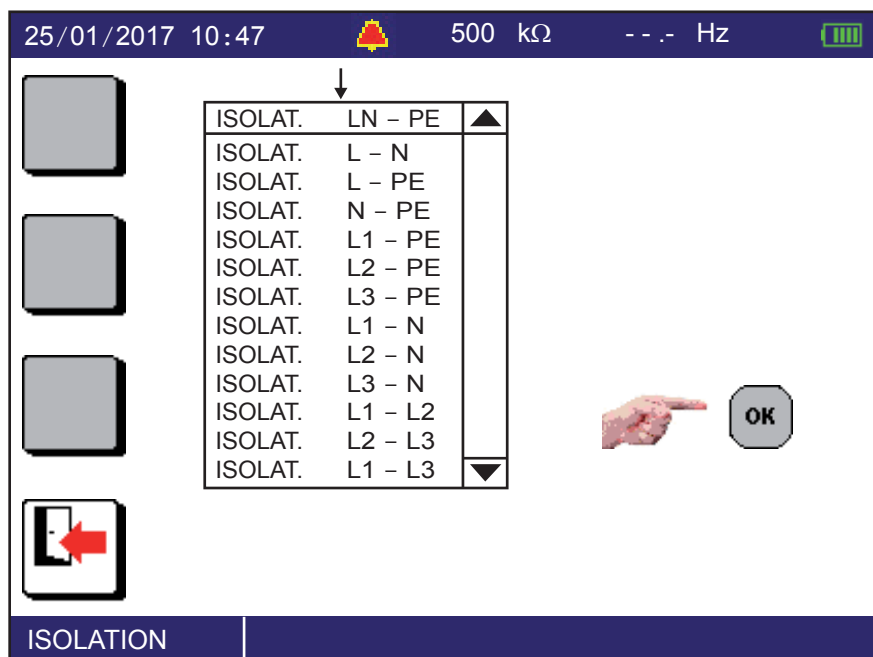 25/01/2017 10:47 500 kΩ - - .- Hz
ISOLAT. LN – PE
ISOLAT. L – N
ISOLAT. L – PE
ISOLAT. N – PE
ISOLAT. L1 – PE
ISOLAT. L2 – PE
ISOLAT. L3 – PE
ISOLAT. L1 – N
ISOLAT. L2 – N
ISOLAT. L3 – N
ISOLAT. L1 – L2
ISOLAT. L2 – L3
ISOLAT. L1 – L3
OK
ISOLATION